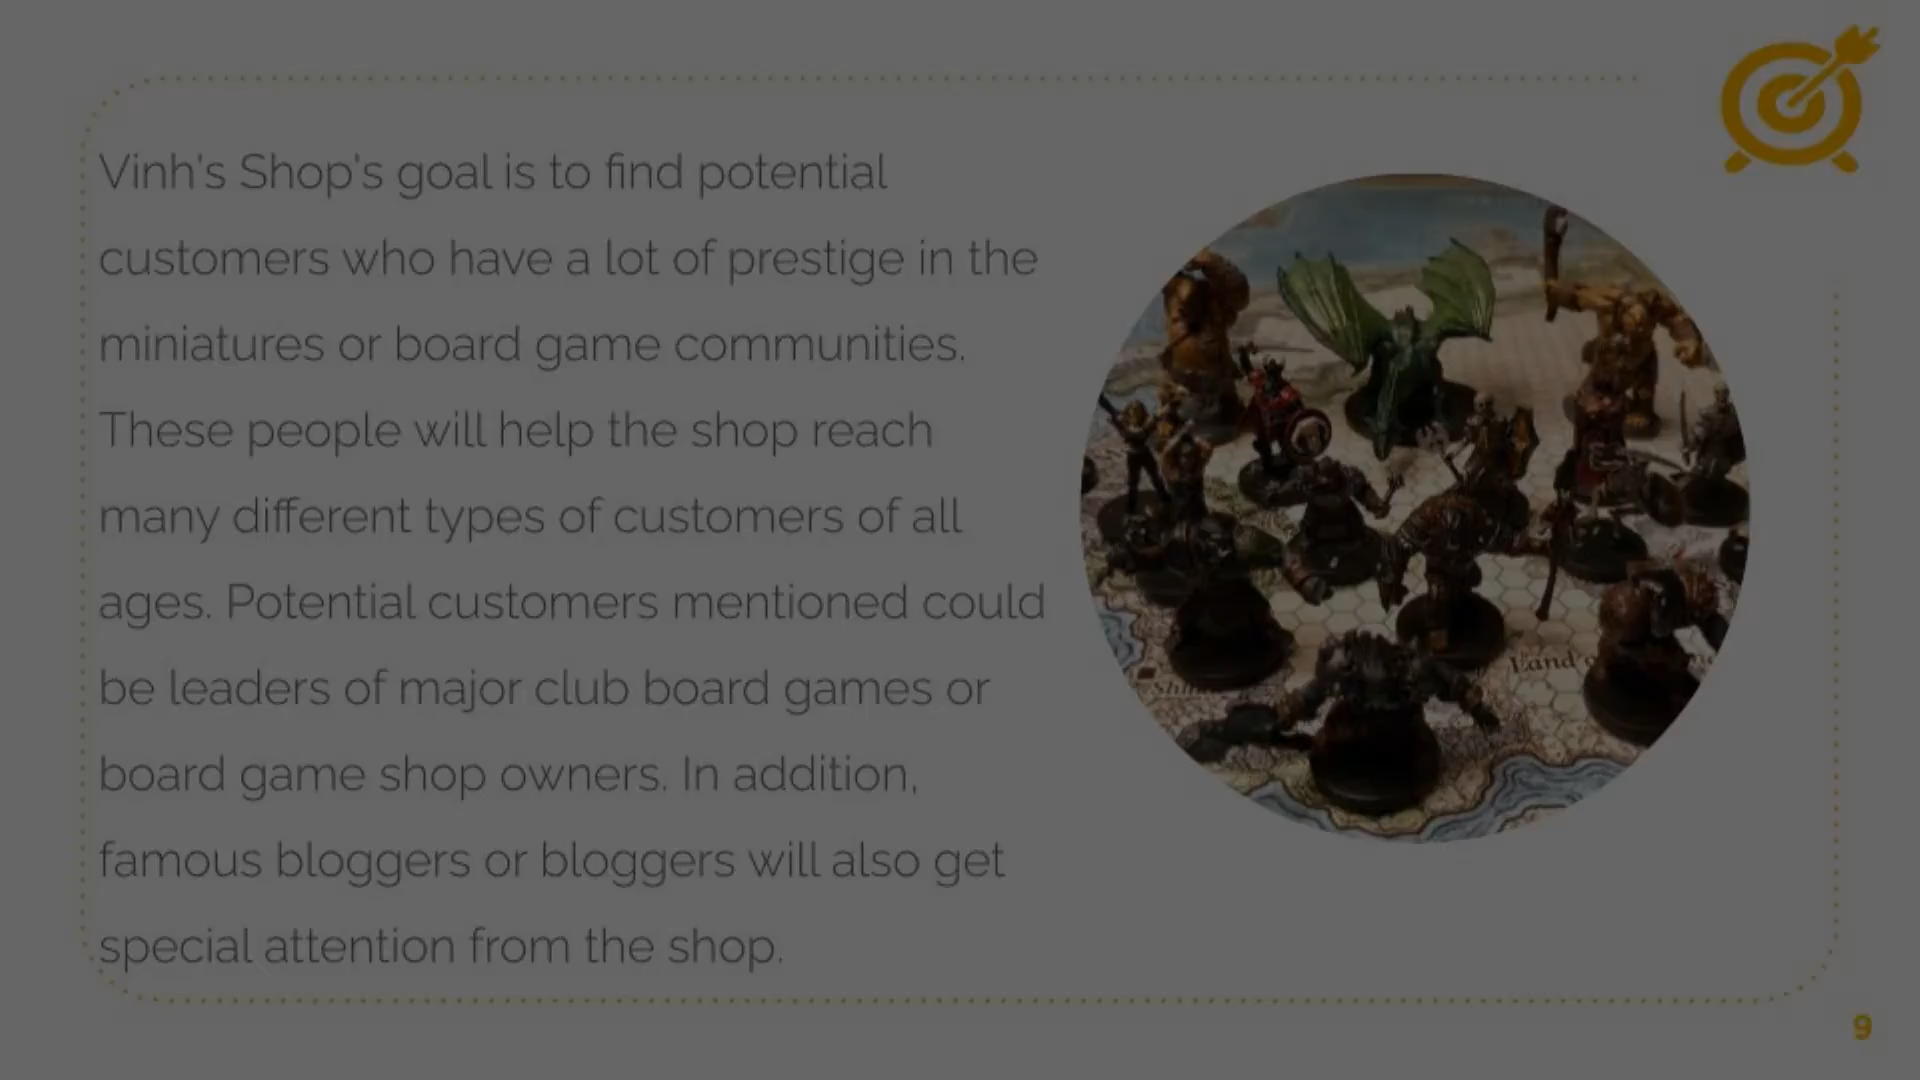 Vinh's Shop's goal is to find potential
customers who have a lot of prestige in the
miniatures or board game communities.
These people will help the shop reach
many different types of customers of all
ages. Potential customers mentioned could
be leaders of major club board games or
board game shop owners. In addition,
famous bloggers or bloggers will also get
special attention from the shop.
Land
9